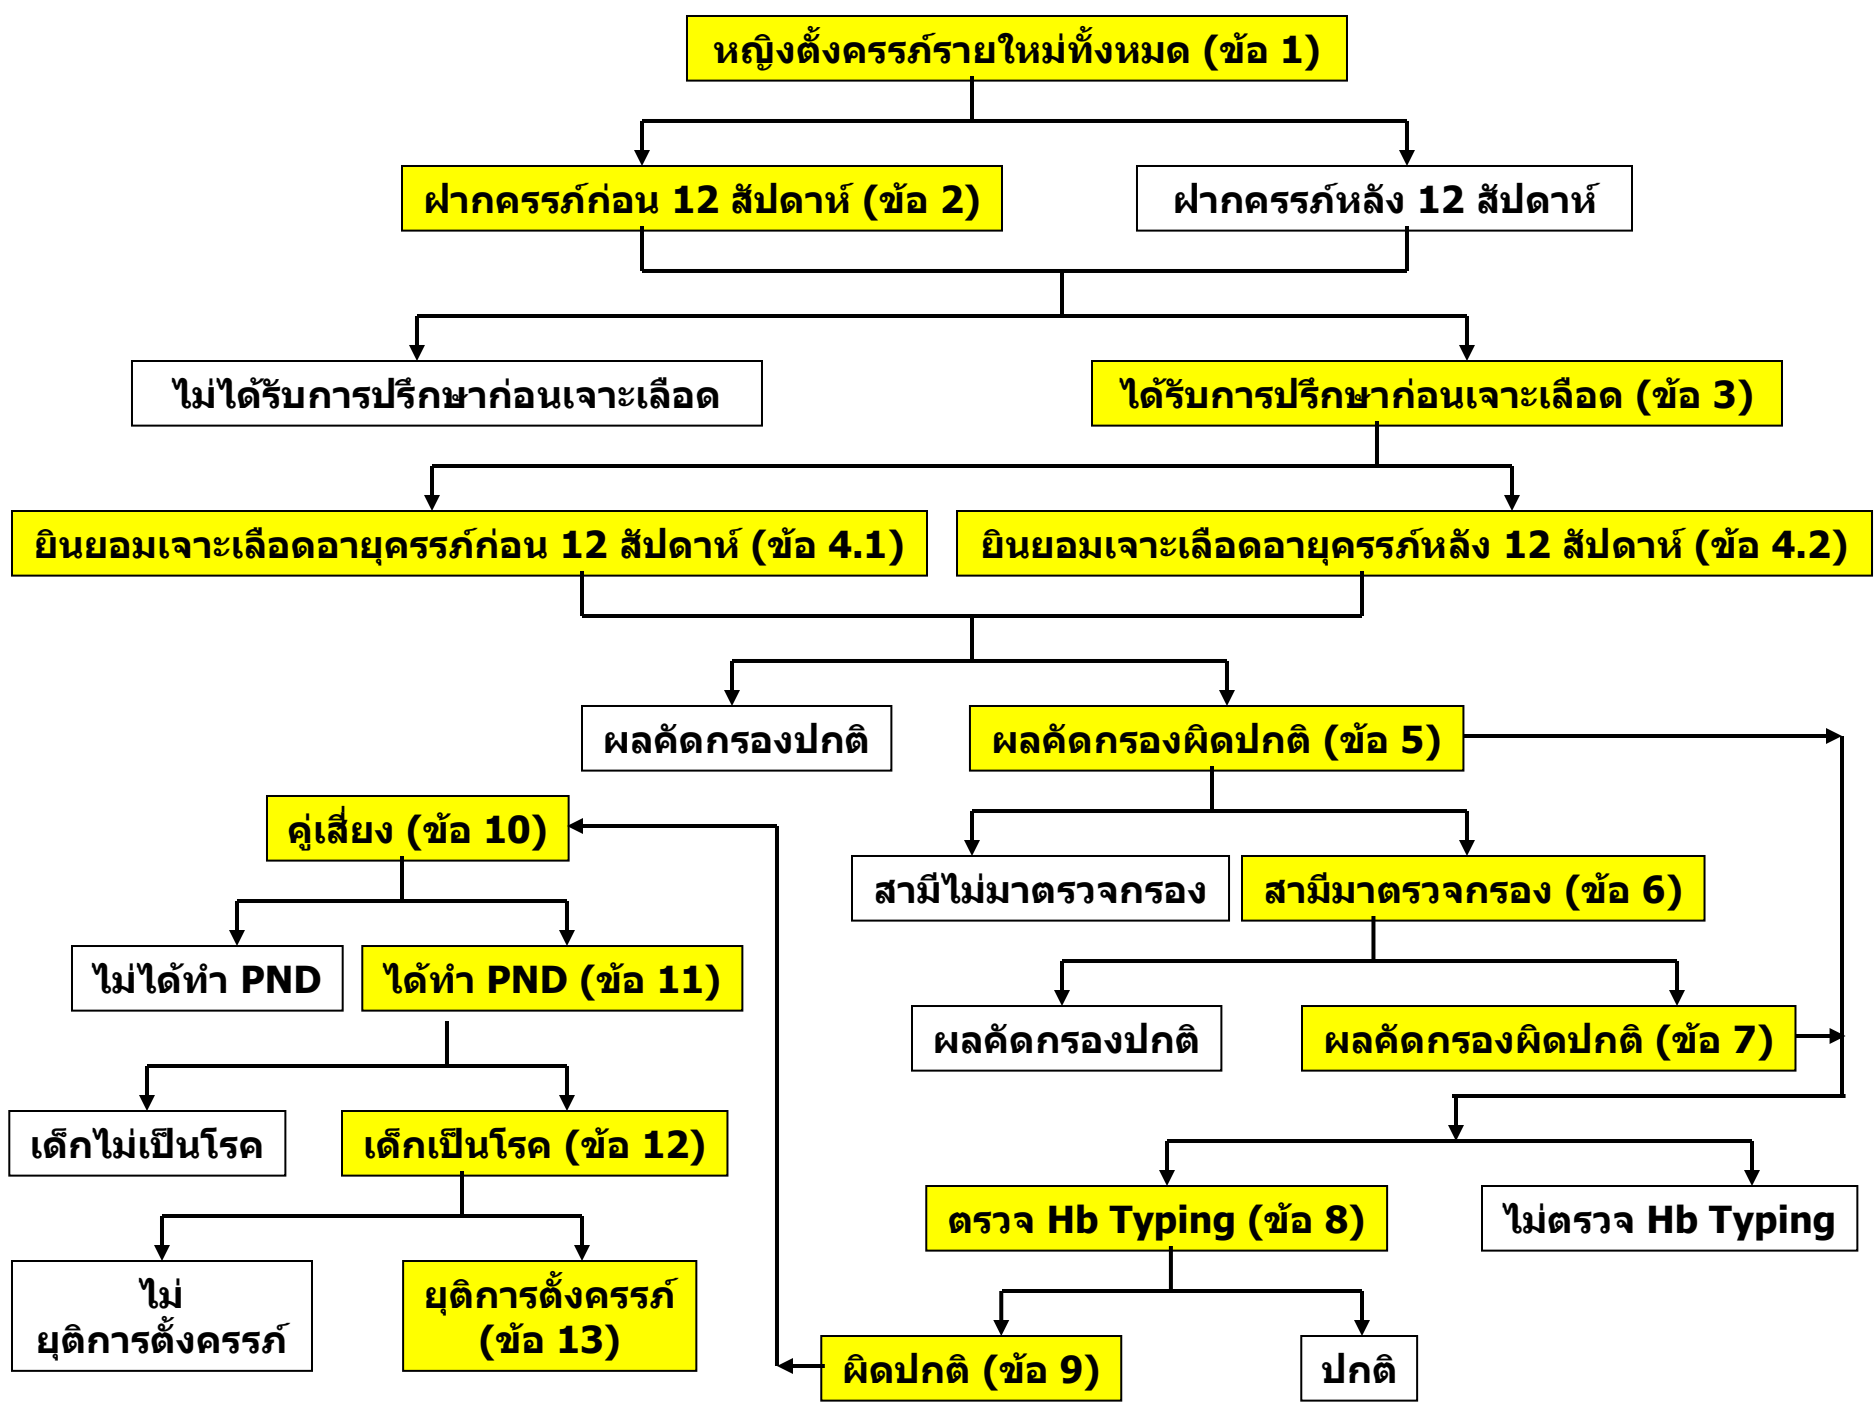 หญิงตั้งครรภ์รายใหม่ทั้งหมด (ข้อ 1)
ฝากครรภ์ก่อน 12 สัปดาห์ (ข้อ 2)
ฝากครรภ์หลัง 12 สัปดาห์
ไม่ได้รับการปรึกษาก่อนเจาะเลือด
ได้รับการปรึกษาก่อนเจาะเลือด (ข้อ 3)
ยินยอมเจาะเลือดอายุครรภ์ก่อน 12 สัปดาห์ (ข้อ 4.1)
ยินยอมเจาะเลือดอายุครรภ์หลัง 12 สัปดาห์ (ข้อ 4.2)
ผลคัดกรองปกติ
ผลคัดกรองผิดปกติ (ข้อ 5)
คู่เสี่ยง (ข้อ 10)
สามีไม่มาตรวจกรอง
สามีมาตรวจกรอง (ข้อ 6)
ไม่ได้ทำ PND
ได้ทำ PND (ข้อ 11)
ผลคัดกรองปกติ
ผลคัดกรองผิดปกติ (ข้อ 7)
เด็กไม่เป็นโรค
เด็กเป็นโรค (ข้อ 12)
ตรวจ Hb Typing (ข้อ 8)
ไม่ตรวจ Hb Typing
ไม่
ยุติการตั้งครรภ์
ยุติการตั้งครรภ์
(ข้อ 13)
ผิดปกติ (ข้อ 9)
ปกติ